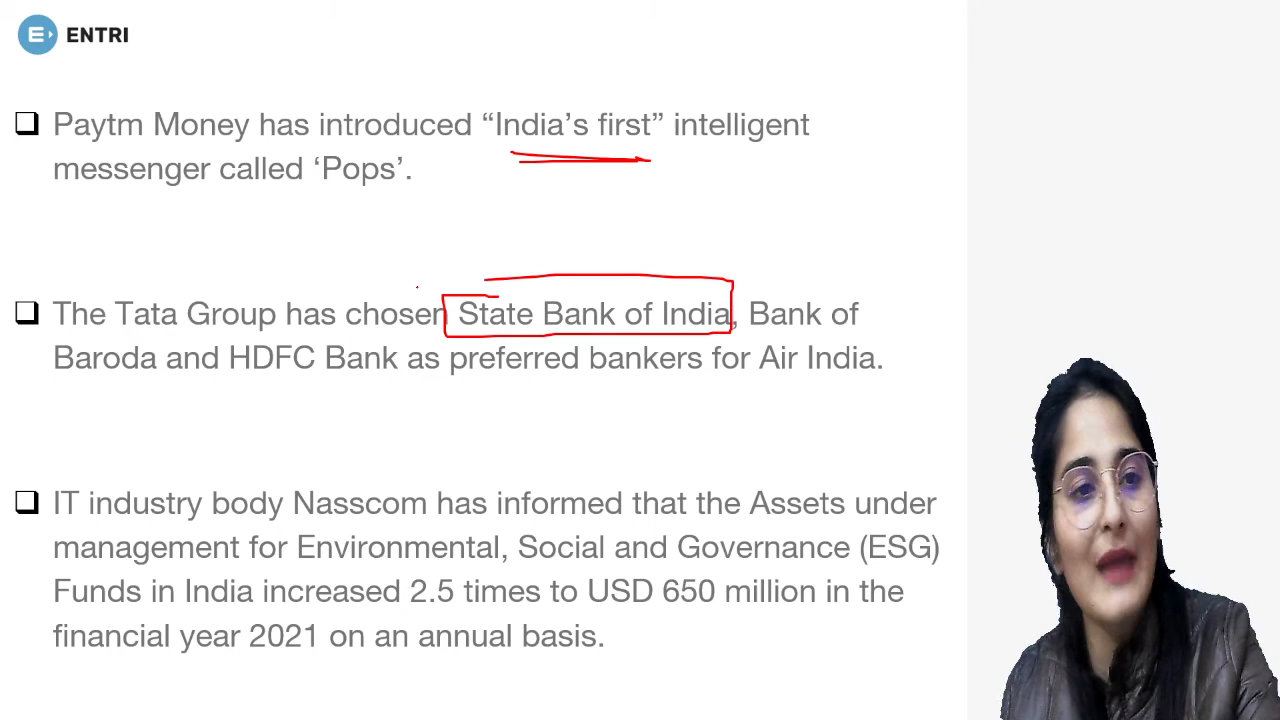 ENTRI
Paytm Money has introduced “India’s first” intelligent
messenger called ‘Pops’.
The Tata Group has chosen State Bank of India, Bank of
Baroda and HDFC Bank as preferred bankers for Air India.
IT industry body Nasscom has informed that the Assets under
management for Environmental, Social and Governance (ESG)
Funds in India increased 2.5 times to USD 650 million in the
financial year 2021 on an annual basis.